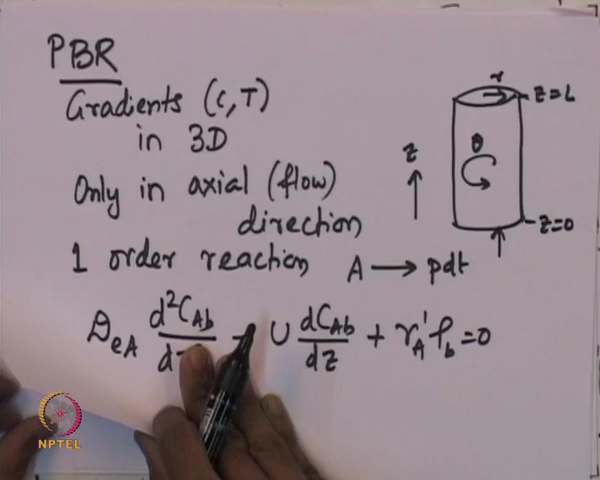 PBR
Gradients (C, T)
in 3D
Only in axial (flow)
direction
1 order reaction A → pdt
D_eA d²C_Ab/d - U dC_Ab/dz + r'_A ρ_b = 0
r
z = L
θ
z
z = 0
NPTEL